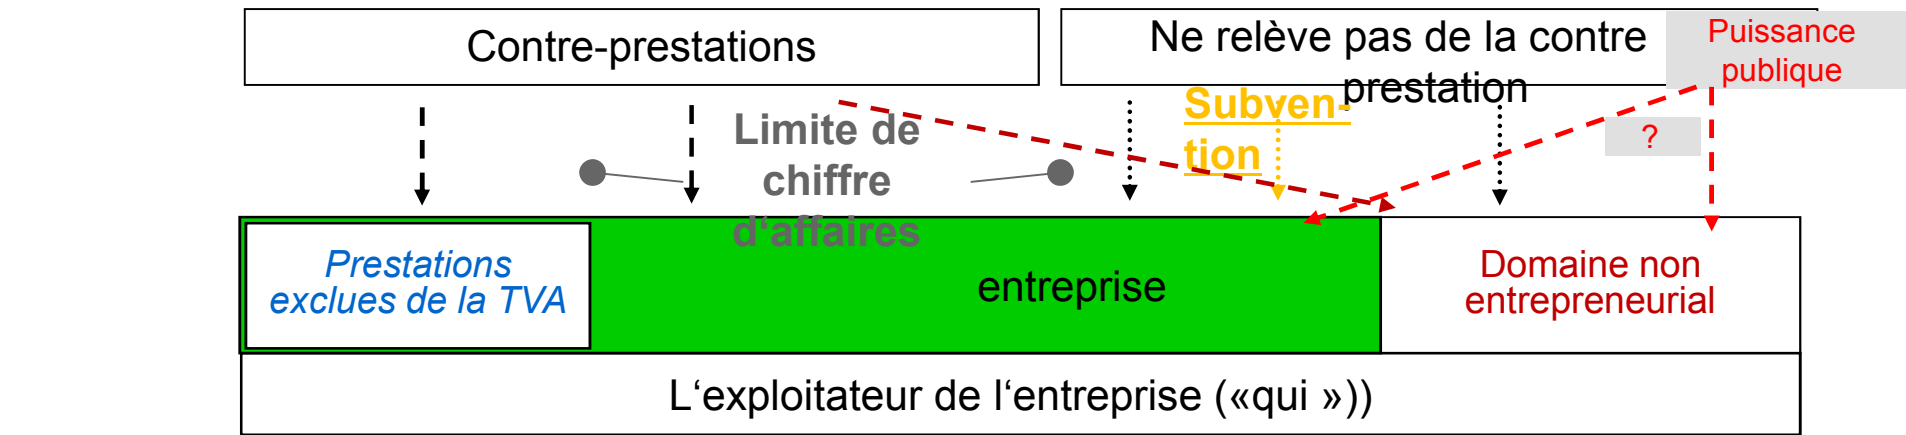 Contre-prestations
Ne relève pas de la contre
prestation
Puissance
publique
Subven-
tion
?
Limite de
chiffre
d‘affaires
Prestations
exclues de la TVA
entreprise
Domaine non
entrepreneurial
L‘exploitateur de l‘entreprise («qui »))